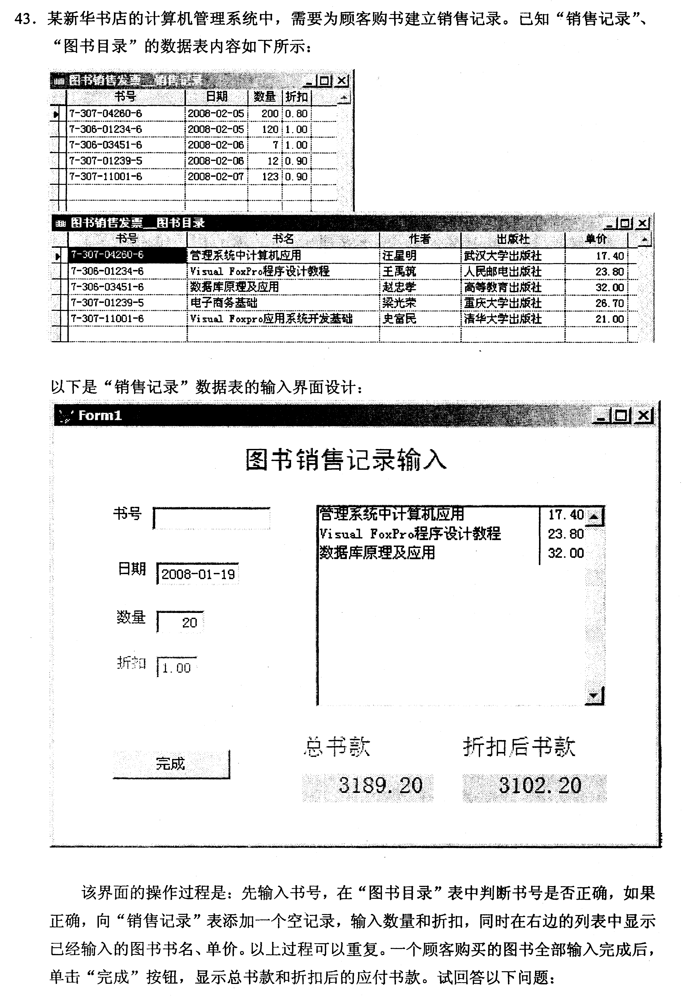 43. 某新华书店的计算机管理系统中，需要为顾客购书建立销售记录。已知“销售记录”、
“图书目录”的数据表内容如下所示：
图书销售发票__销售记录
书号 日期 数量 折扣
7-307-04260-6 2008-02-05 200 0.80
7-306-01234-6 2008-02-05 120 1.00
7-306-03451-6 2008-02-06 7 1.00
7-307-01239-5 2008-02-06 12 0.90
7-307-11001-6 2008-02-07 123 0.90
图书销售发票__图书目录
书号 书名 作者 出版社 单价
7-307-04260-6 管理系统中计算机应用 汪星明 武汉大学出版社 17.40
7-306-01234-6 Visual FoxPro程序设计教程 王禹筑 人民邮电出版社 23.80
7-306-03451-6 数据库原理及应用 赵忠孝 高等教育出版社 32.00
7-307-01239-5 电子商务基础 梁光荣 重庆大学出版社 26.70
7-307-11001-6 Visual Foxpro应用系统开发基础 史富民 清华大学出版社 21.00
以下是“销售记录”数据表的输入界面设计：
Form1
图书销售记录输入
书号
管理系统中计算机应用 17.40
Visual FoxPro程序设计教程 23.80
数据库原理及应用 32.00
日期 2008-01-19
数量 20
折扣 1.00
总书款 折扣后书款
完成
3189.20 3102.20
该界面的操作过程是：先输入书号，在“图书目录”表中判断书号是否正确，如果
正确，向“销售记录”表添加一个空记录，输入数量和折扣，同时在右边的列表中显示
已经输入的图书书名、单价。以上过程可以重复。一个顾客购买的图书全部输入完成后，
单击“完成”按钮，显示总书款和折扣后的应付书款。试回答以下问题：